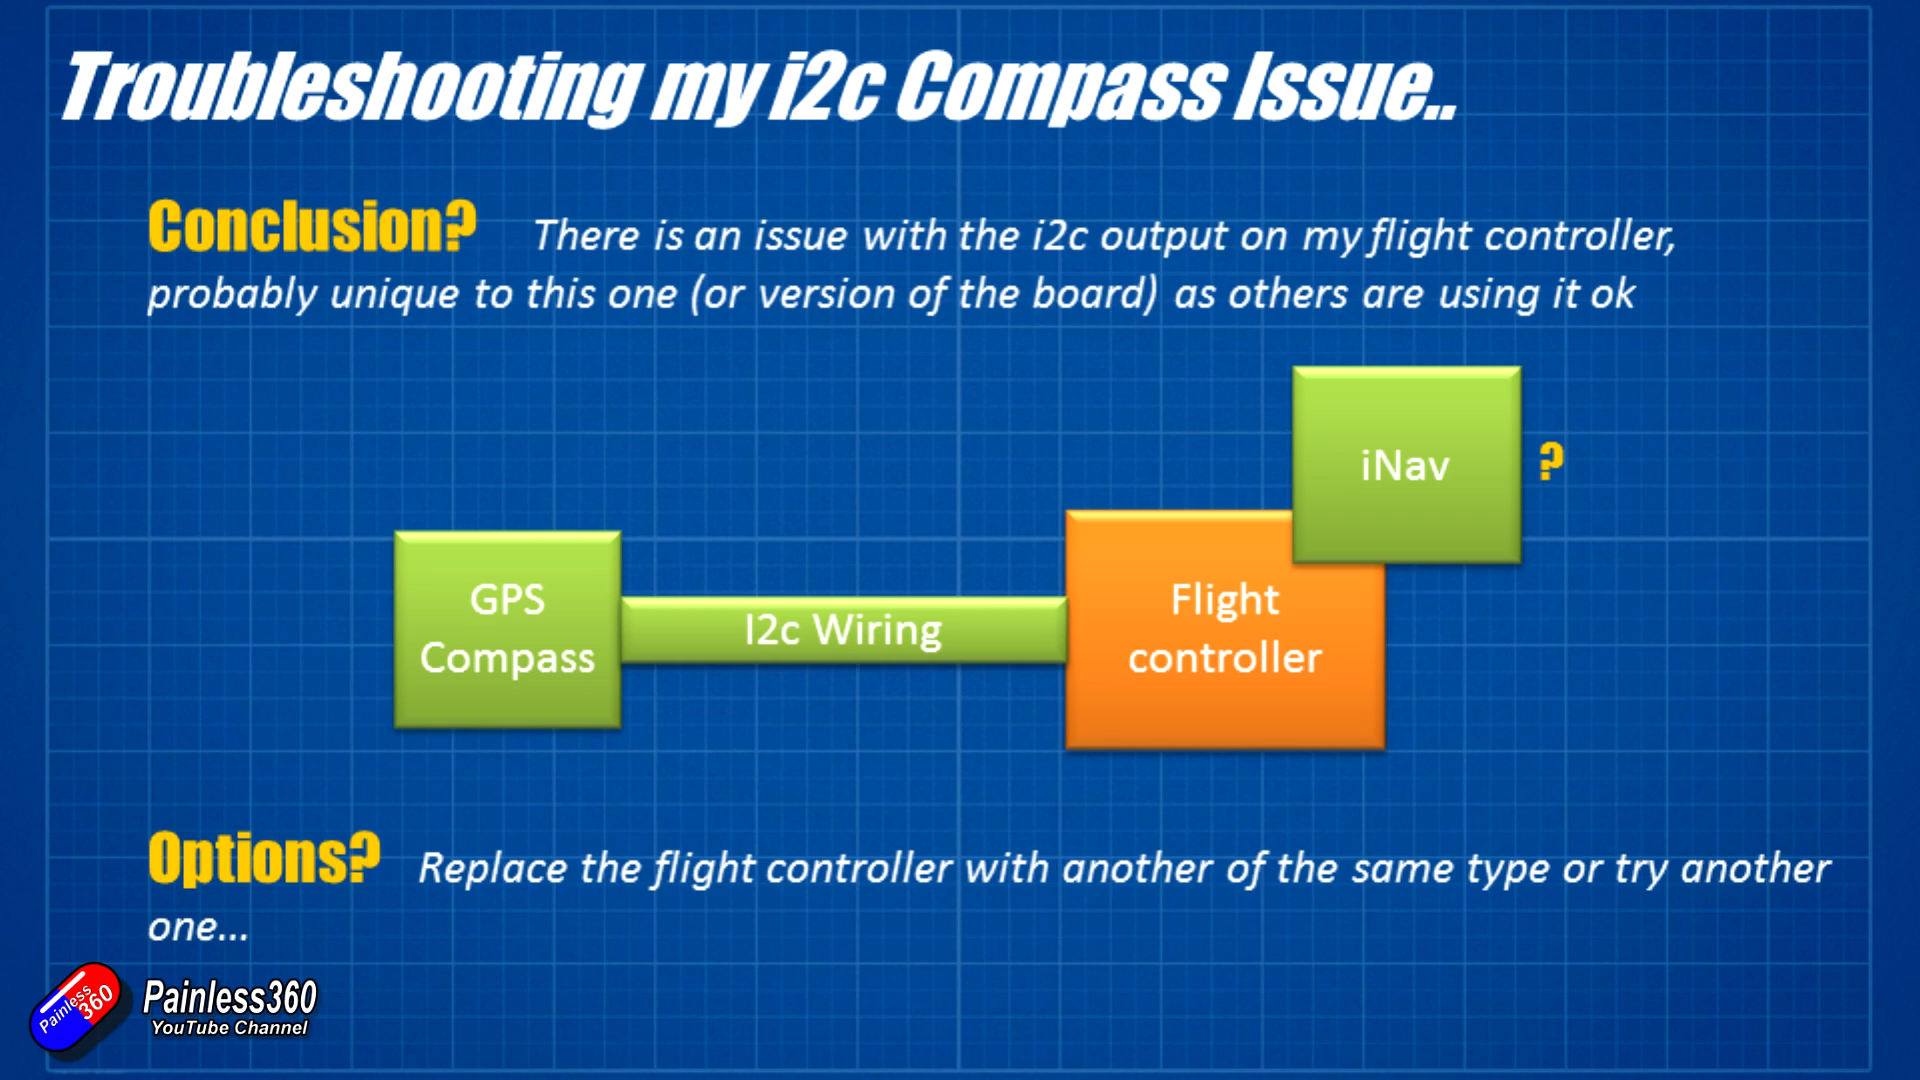 Troubleshooting my i2c Compass Issue..
Conclusion? There is an issue with the i2c output on my flight controller,
probably unique to this one (or version of the board) as others are using it ok
iNav ?
GPS
Compass
I2c Wiring
Flight
controller
Options? Replace the flight controller with another of the same type or try another
one...
Painless
360
Painless360
YouTube Channel